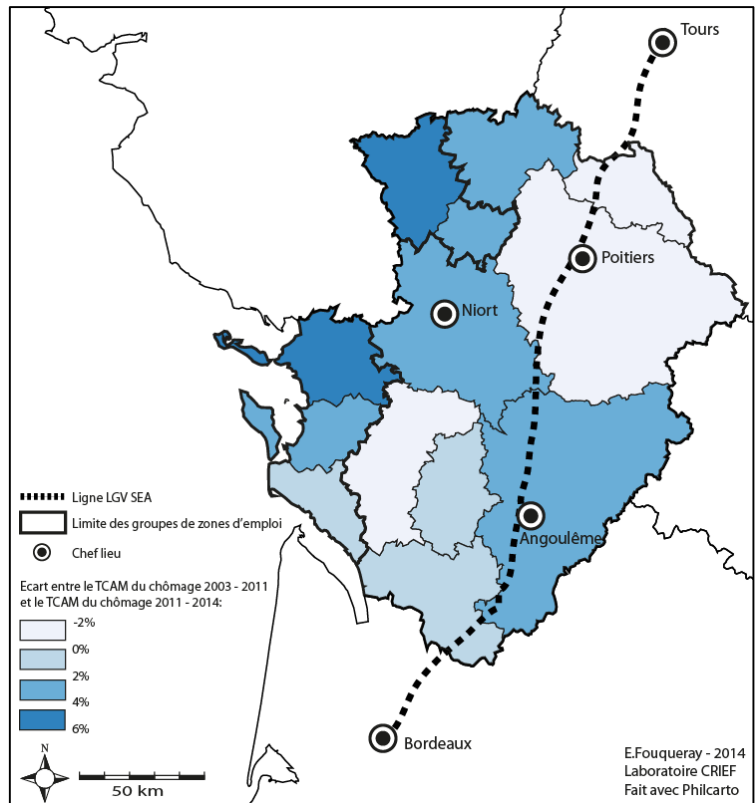 Tours
Poitiers
Niort
Angoulême
Bordeaux
Ligne LGV SEA
Limite des groupes de zones d'emploi
Chef lieu
Ecart entre le TCAM du chômage 2003 - 2011
et le TCAM du chômage 2011 - 2014:
-2%
0%
2%
4%
6%
N
50 km
E.Fouqueray - 2014
Laboratoire CRIEF
Fait avec Philcarto